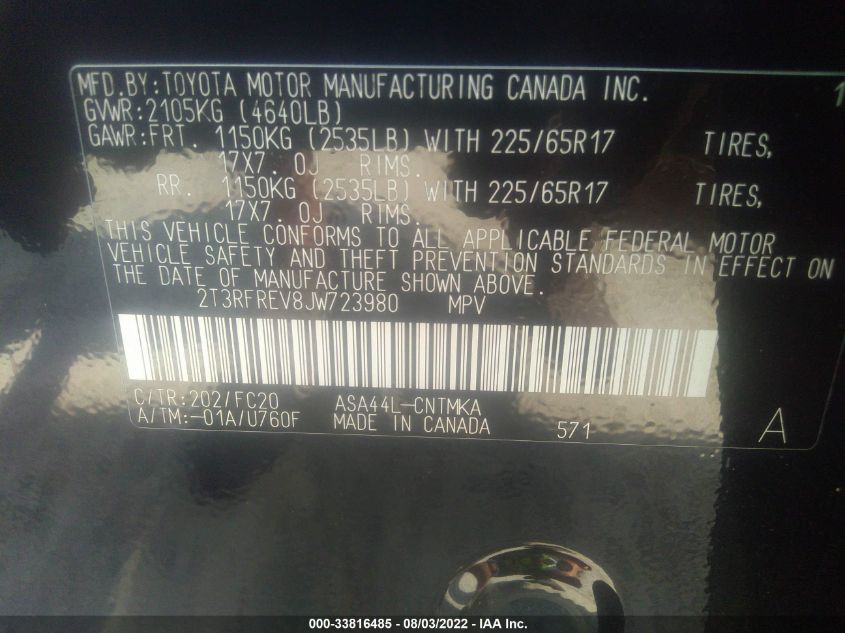 MFD.BY:TOYOTA MOTOR MANUFACTURING CANADA INC. 1
GVWR:2105KG (4640LB)
GAWR:FRT. 1150KG (2535LB) WITH 225/65R17 TIRES,
17X7.0J RIMS.
RR. 1150KG (2535LB) WITH 225/65R17 TIRES,
17X7.0J RIMS
THIS VEHICLE CONFORMS TO ALL APPLICABLE FEDERAL MOTOR
VEHICLE SAFETY AND THEFT PREVENTION STANDARDS IN EFFECT ON
THE DATE OF MANUFACTURE SHOWN ABOVE.
2T3RFREV8JW723980 MPV
C/TR:202/FC20 ASA44L-CNTMKA
A/TM:-01A/U760F MADE IN CANADA 571 A
000-33816485 - 08/03/2022 - IAA Inc.